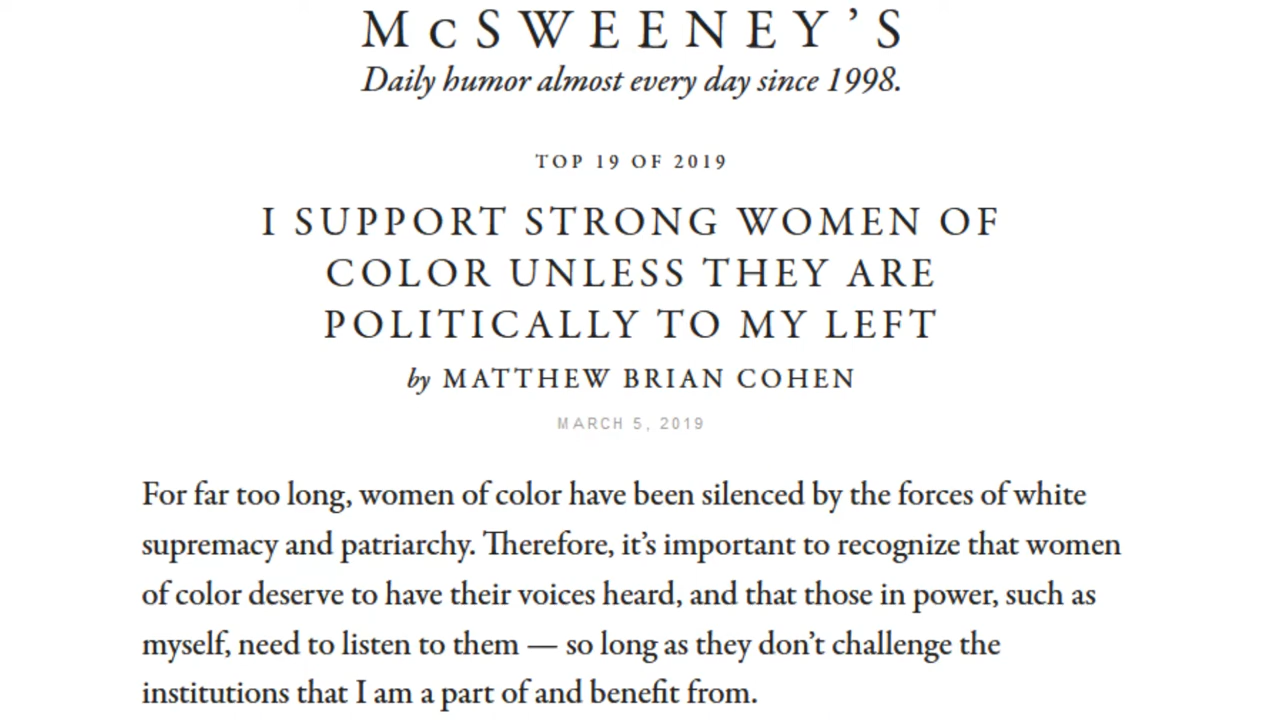 McSWEENEY’S
Daily humor almost every day since 1998.
TOP 19 OF 2019
I SUPPORT STRONG WOMEN OF
COLOR UNLESS THEY ARE
POLITICALLY TO MY LEFT
by MATTHEW BRIAN COHEN
MARCH 5, 2019
For far too long, women of color have been silenced by the forces of white
supremacy and patriarchy. Therefore, it’s important to recognize that women
of color deserve to have their voices heard, and that those in power, such as
myself, need to listen to them — so long as they don’t challenge the
institutions that I am a part of and benefit from.